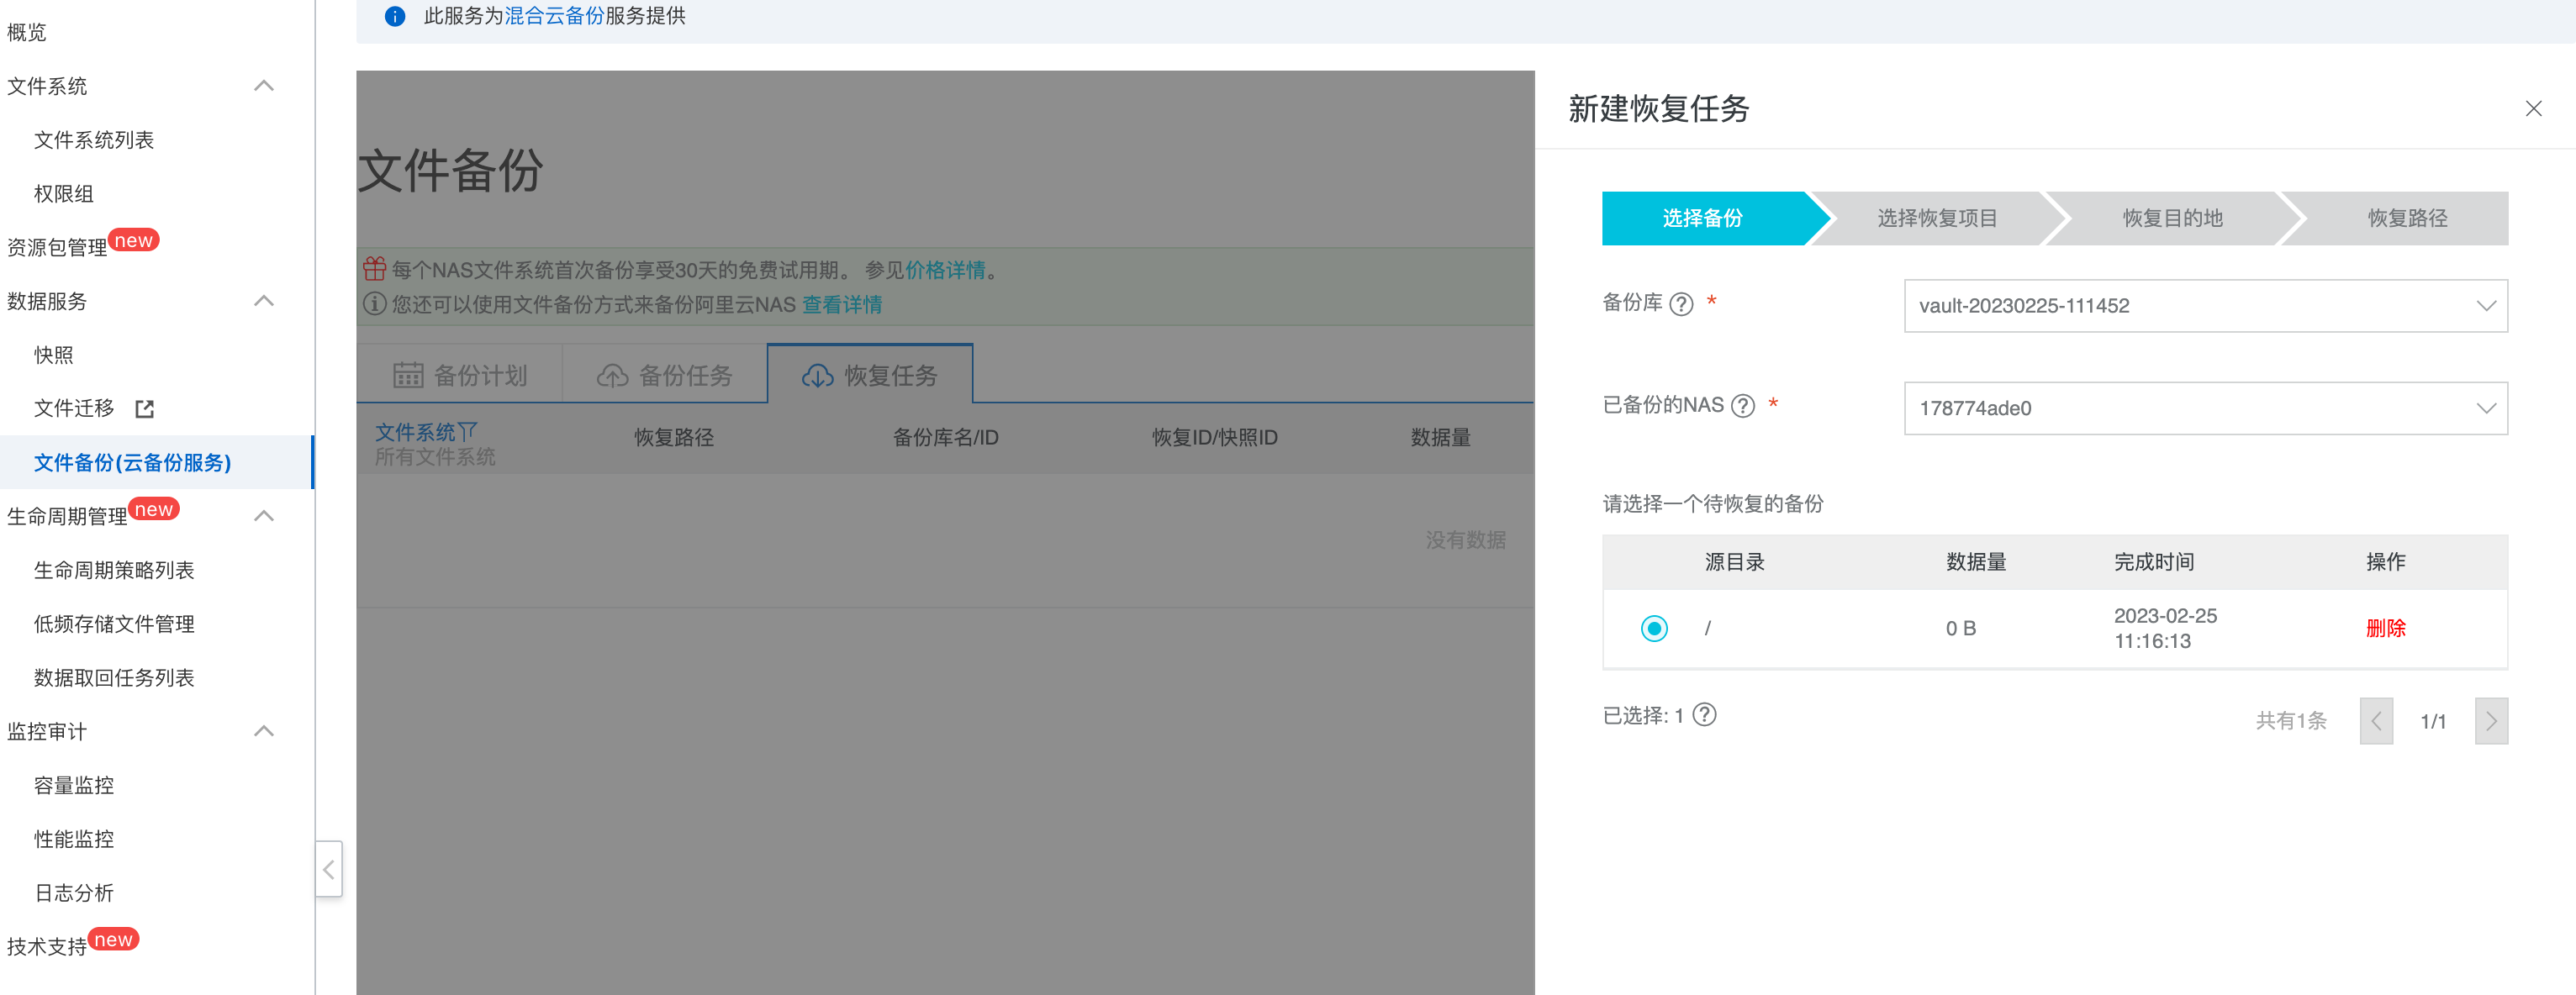 概览
文件系统
文件系统列表
权限组
资源包管理 new
数据服务
快照
文件迁移
文件备份(云备份服务)
生命周期管理 new
生命周期策略列表
低频存储文件管理
数据取回任务列表
监控审计
容量监控
性能监控
日志分析
技术支持 new
此服务为混合云备份服务提供
文件备份
每个NAS文件系统首次备份享受30天的免费试用期。 参见价格详情。
您还可以使用文件备份方式来备份阿里云NAS 查看详情
备份计划 备份任务 恢复任务
文件系统 恢复路径 备份库名/ID 恢复ID/快照ID 数据量
所有文件系统
没有数据
新建恢复任务
选择备份 选择恢复项目 恢复目的地 恢复路径
备份库 * vault-20230225-111452
已备份的NAS * 178774ade0
请选择一个待恢复的备份
源目录 数据量 完成时间 操作
/ 0 B 2023-02-25 11:16:13 删除
已选择: 1
共有1条 1/1